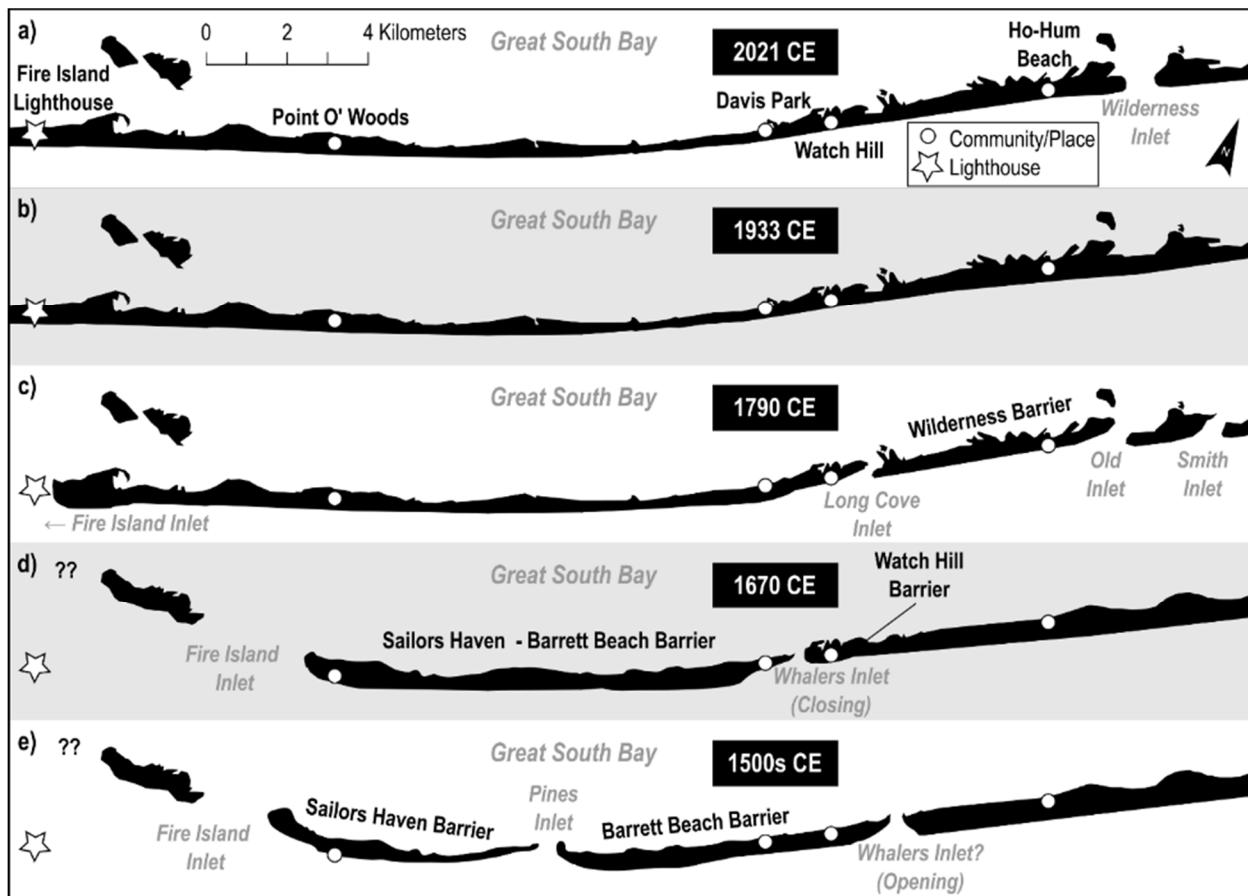 a)
0 2 4 Kilometers
Great South Bay
2021 CE
Ho-Hum
Beach
Fire Island
Lighthouse
Point O' Woods
Davis Park
Watch Hill
Wilderness
Inlet
Community/Place
Lighthouse
N
b)
Great South Bay
1933 CE
c)
Great South Bay
1790 CE
Wilderness Barrier
← Fire Island Inlet
Long Cove
Inlet
Old
Inlet
Smith
Inlet
d)
??
Great South Bay
1670 CE
Watch Hill
Barrier
Fire Island
Inlet
Sailors Haven - Barrett Beach Barrier
Whalers Inlet
(Closing)
e)
??
Great South Bay
1500s CE
Fire Island
Inlet
Sailors Haven Barrier
Pines
Inlet
Barrett Beach Barrier
Whalers Inlet?
(Opening)